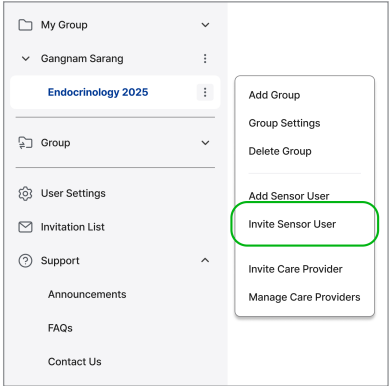 My Group
Gangnam Sarang
Endocrinology 2025
Group
User Settings
Invitation List
Support
Announcements
FAQs
Contact Us
Add Group
Group Settings
Delete Group
Add Sensor User
Invite Sensor User
Invite Care Provider
Manage Care Providers